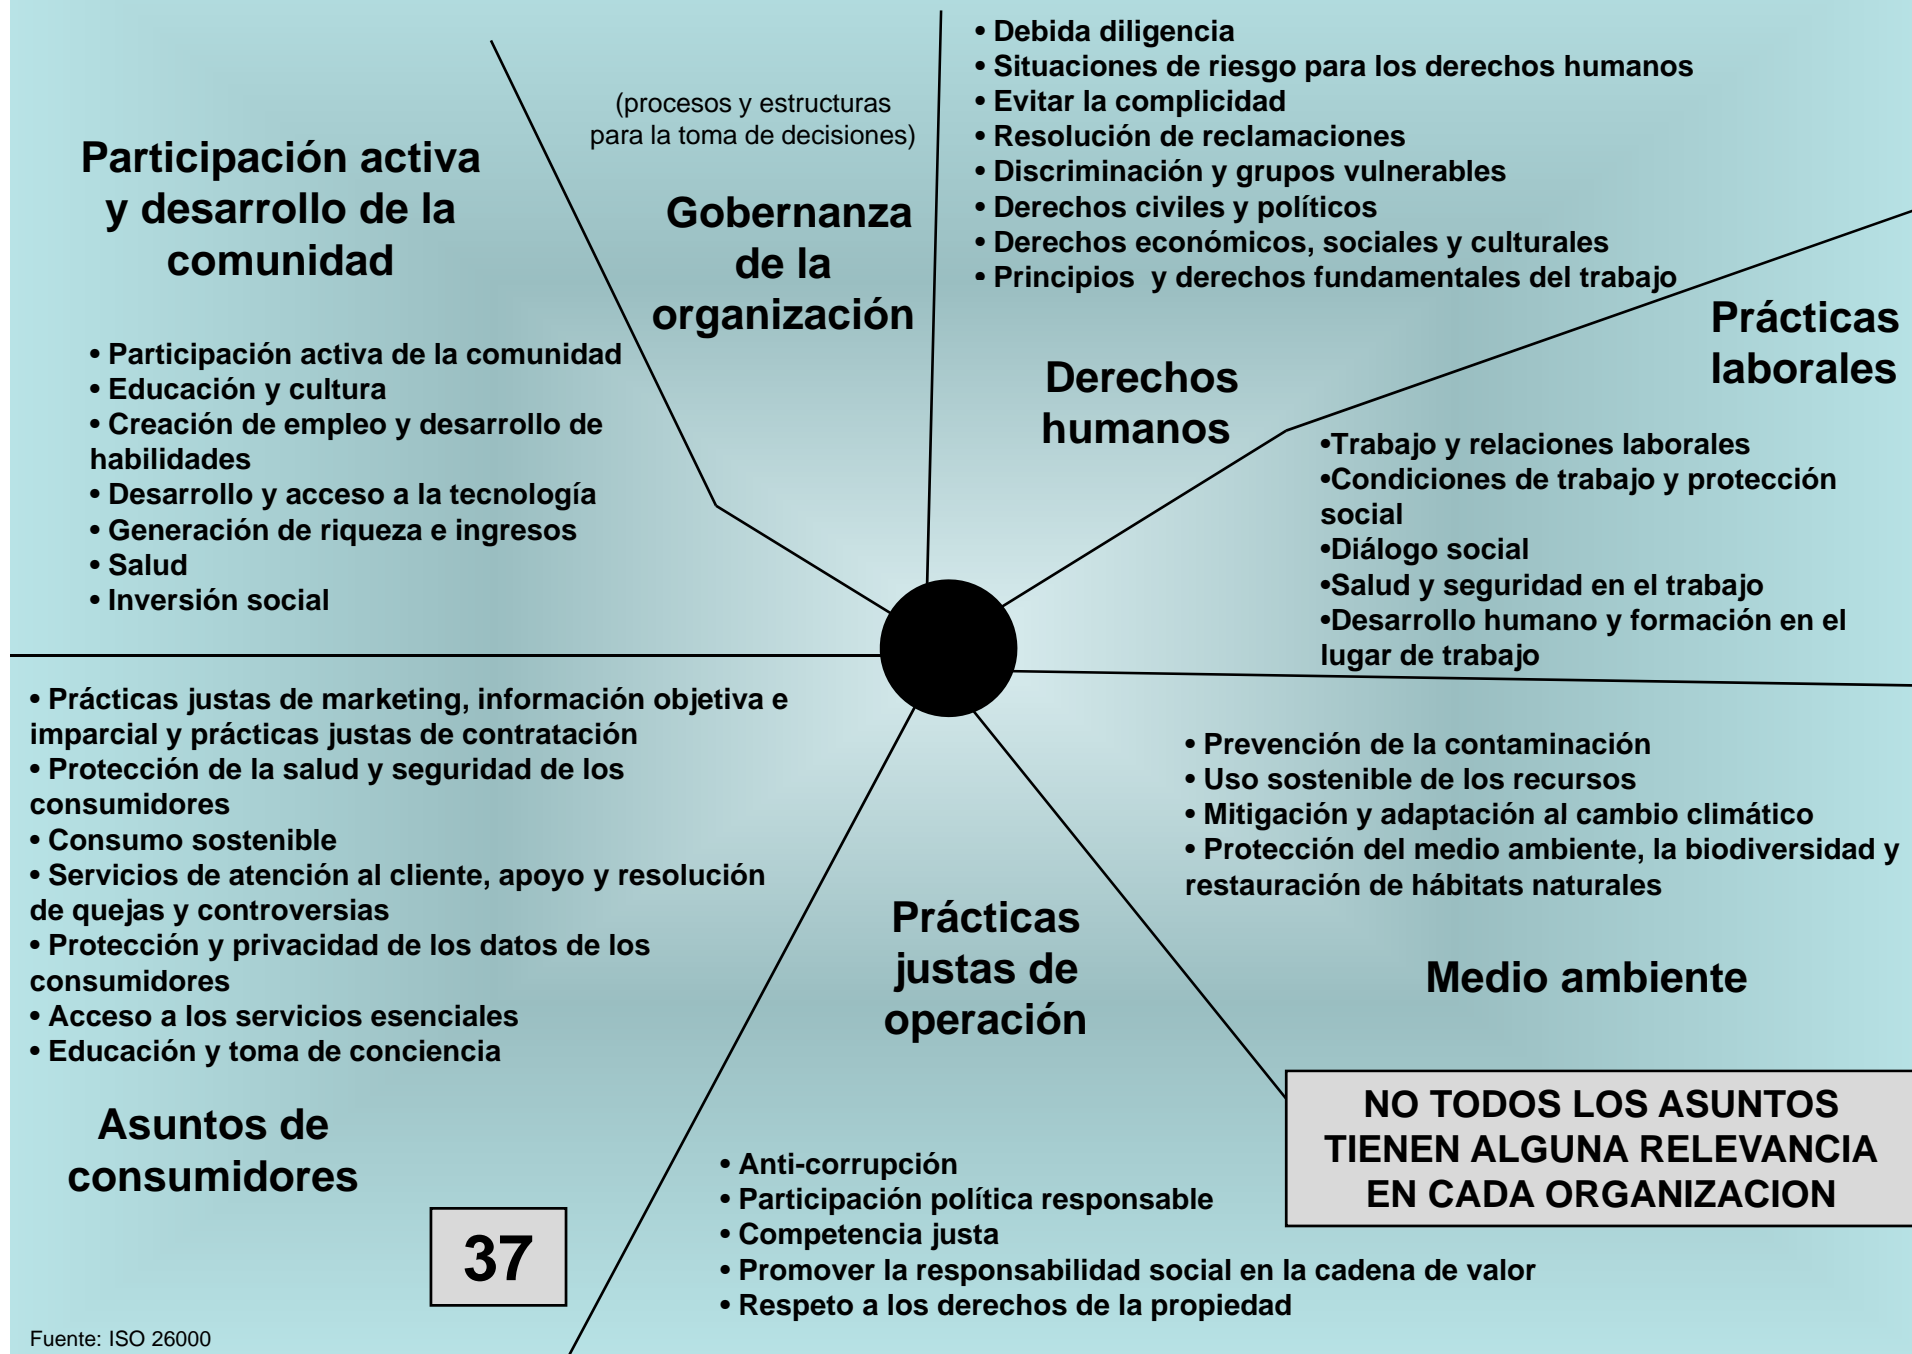 Participación activa
y desarrollo de la
comunidad
• Participación activa de la comunidad
• Educación y cultura
• Creación de empleo y desarrollo de
habilidades
• Desarrollo y acceso a la tecnología
• Generación de riqueza e ingresos
• Salud
• Inversión social
(procesos y estructuras
para la toma de decisiones)
Gobernanza
de la
organización
• Debida diligencia
• Situaciones de riesgo para los derechos humanos
• Evitar la complicidad
• Resolución de reclamaciones
• Discriminación y grupos vulnerables
• Derechos civiles y políticos
• Derechos económicos, sociales y culturales
• Principios y derechos fundamentales del trabajo
Derechos
humanos
Prácticas
laborales
•Trabajo y relaciones laborales
•Condiciones de trabajo y protección
social
•Diálogo social
•Salud y seguridad en el trabajo
•Desarrollo humano y formación en el
lugar de trabajo
• Prácticas justas de marketing, información objetiva e
imparcial y prácticas justas de contratación
• Protección de la salud y seguridad de los
consumidores
• Consumo sostenible
• Servicios de atención al cliente, apoyo y resolución
de quejas y controversias
• Protección y privacidad de los datos de los
consumidores
• Acceso a los servicios esenciales
• Educación y toma de conciencia
Asuntos de
consumidores
37
Prácticas
justas de
operación
• Anti-corrupción
• Participación política responsable
• Competencia justa
• Promover la responsabilidad social en la cadena de valor
• Respeto a los derechos de la propiedad
• Prevención de la contaminación
• Uso sostenible de los recursos
• Mitigación y adaptación al cambio climático
• Protección del medio ambiente, la biodiversidad y
restauración de hábitats naturales
Medio ambiente
NO TODOS LOS ASUNTOS
TIENEN ALGUNA RELEVANCIA
EN CADA ORGANIZACION
Fuente: ISO 26000